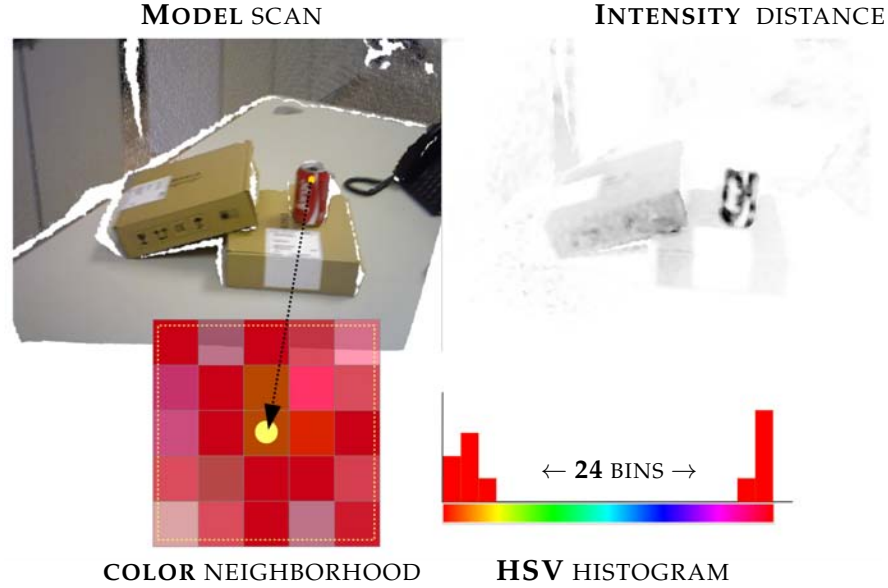 MODEL SCAN
INTENSITY DISTANCE
← 24 BINS →
COLOR NEIGHBORHOOD
HSV HISTOGRAM